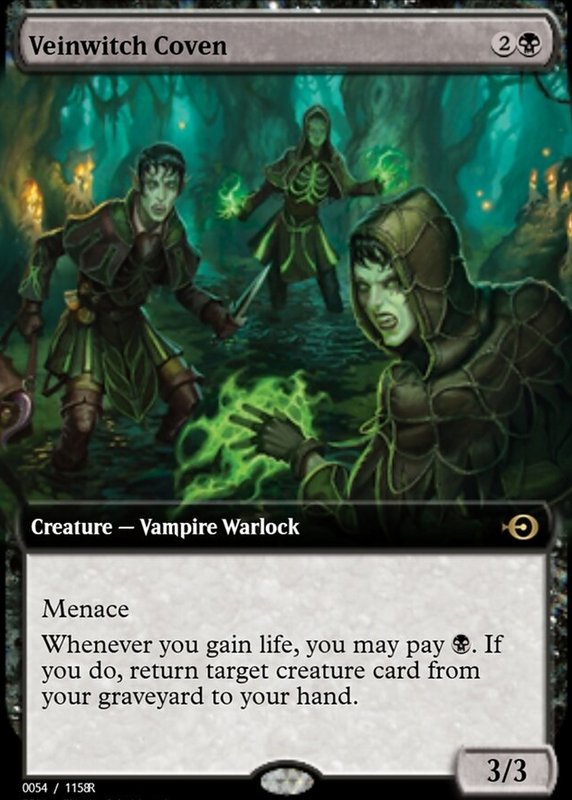 Veinwitch Coven 2
Creature — Vampire Warlock
Menace
Whenever you gain life, you may pay . If
you do, return target creature card from
your graveyard to your hand.
3/3
0054 / 1158R